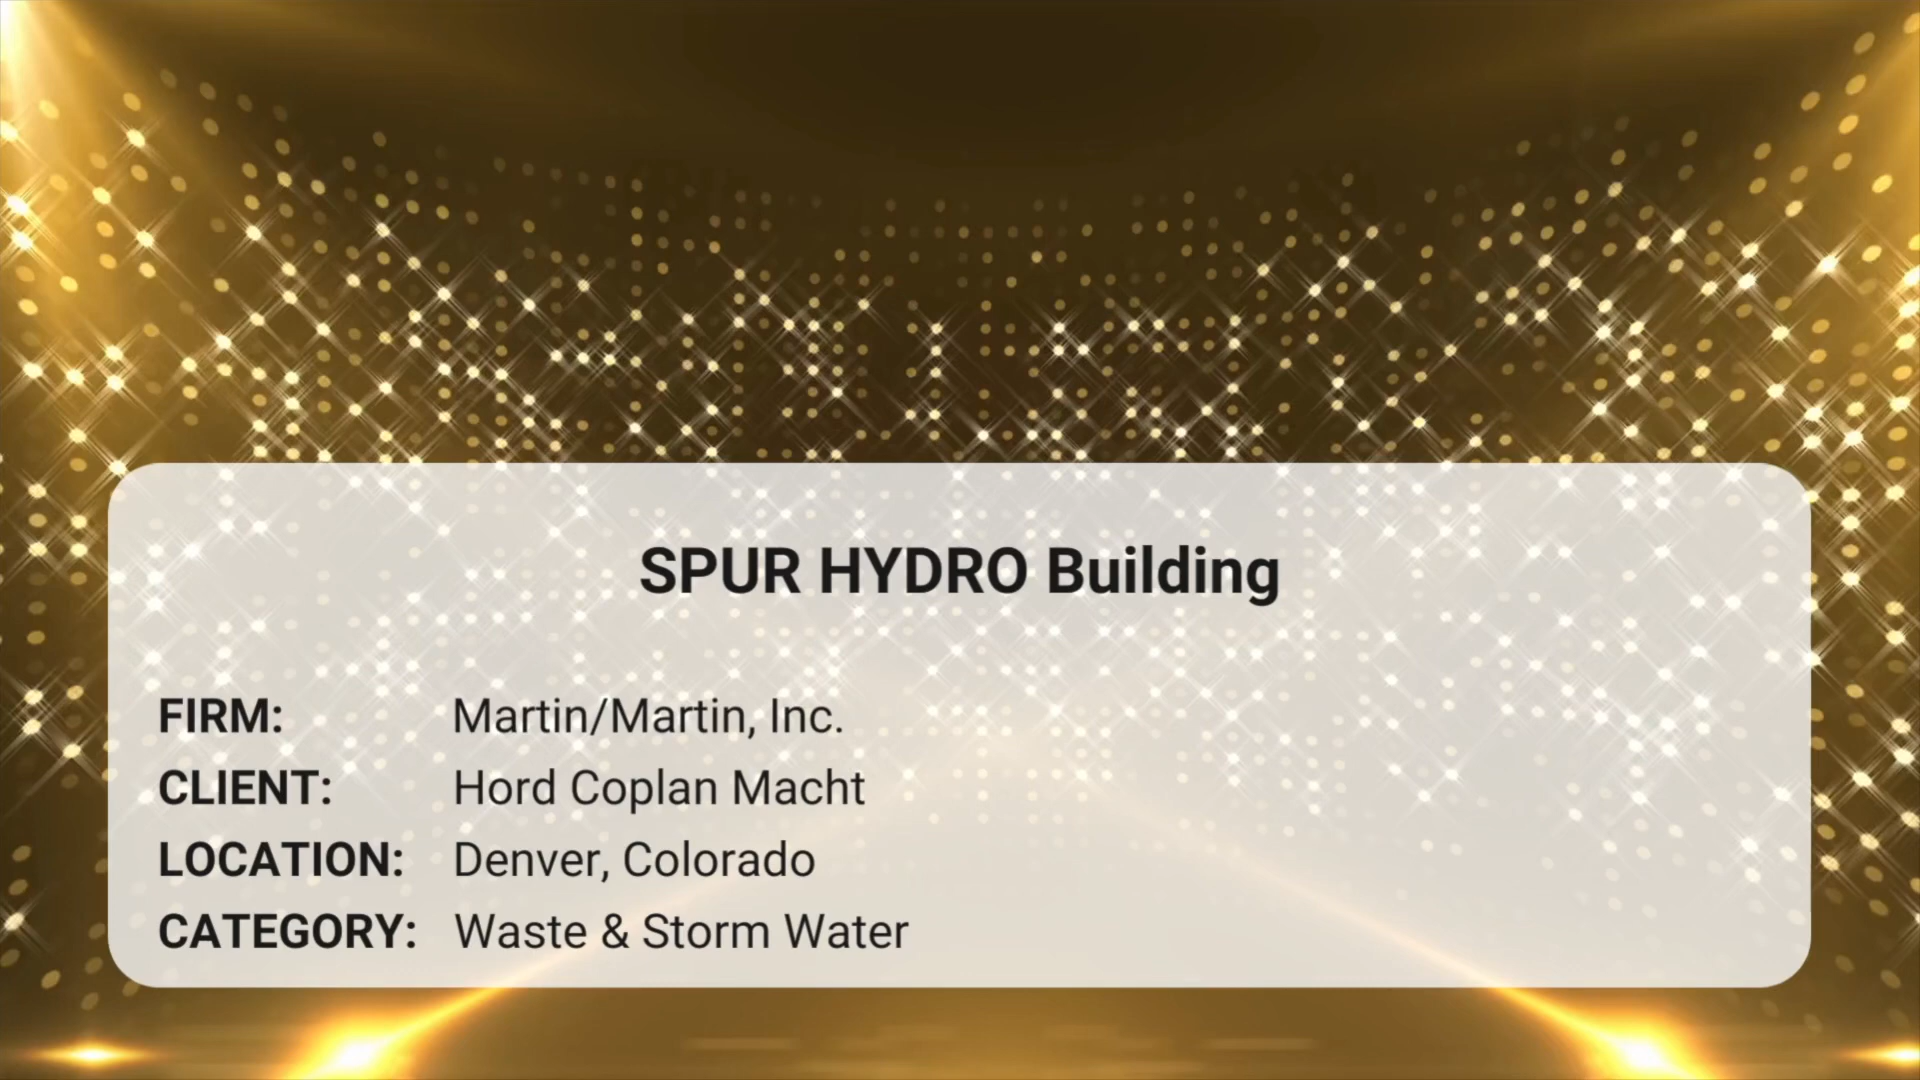 SPUR HYDRO Building
FIRM: Martin/Martin, Inc.
CLIENT: Hord Coplan Macht
LOCATION: Denver, Colorado
CATEGORY: Waste & Storm Water